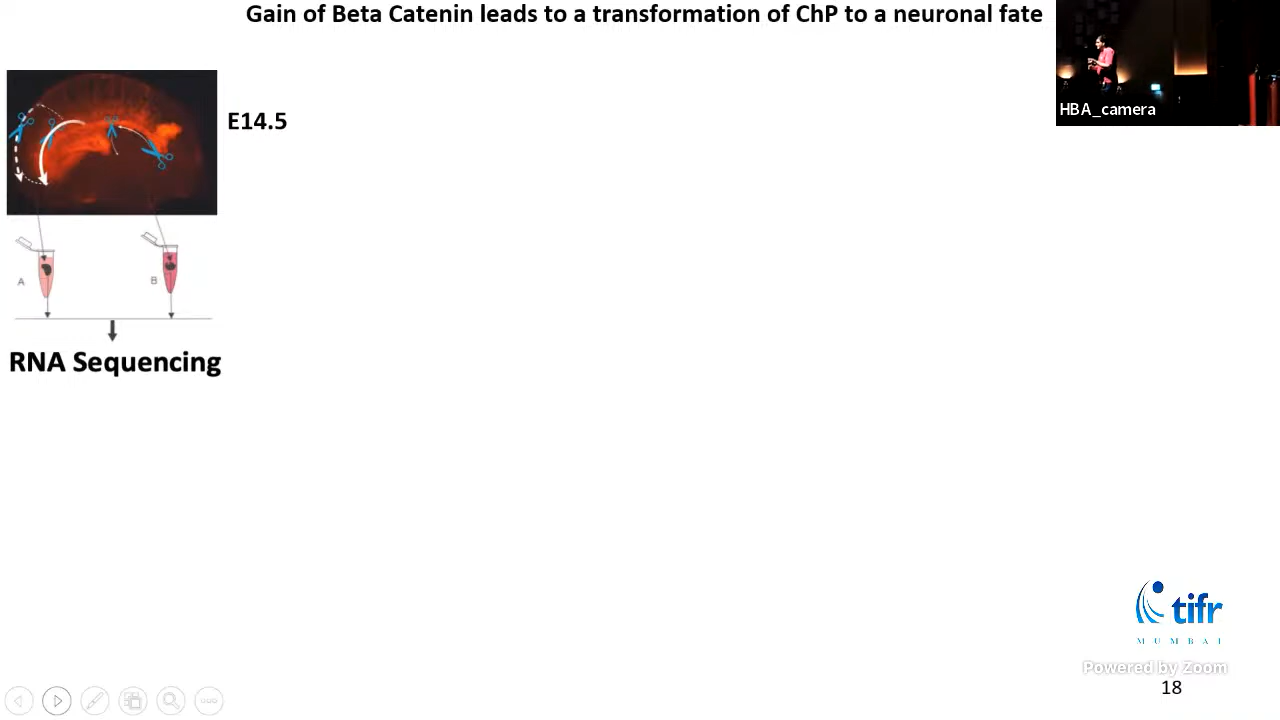 Gain of Beta Catenin leads to a transformation of ChP to a neuronal fate
HBA_camera
E14.5
A
B
RNA Sequencing
tifr
MUMBAI
Powered by Zoom
18